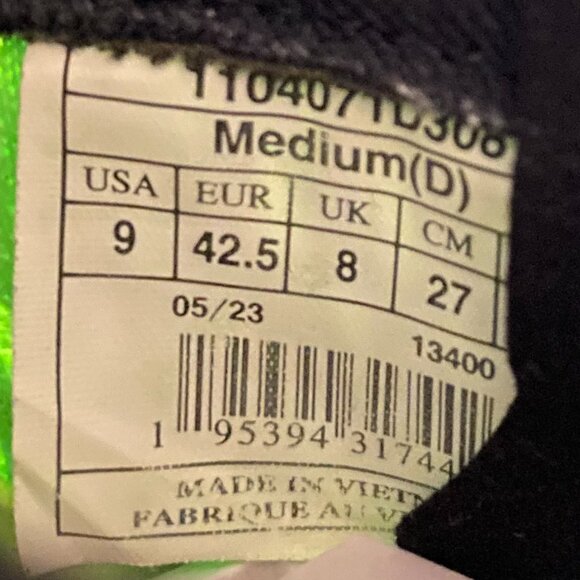 1104071D308
Medium(D)
USA EUR UK CM
9 42.5 8 27
05/23
13400
1 95394 31744
MADE IN
FABRIQUE AU